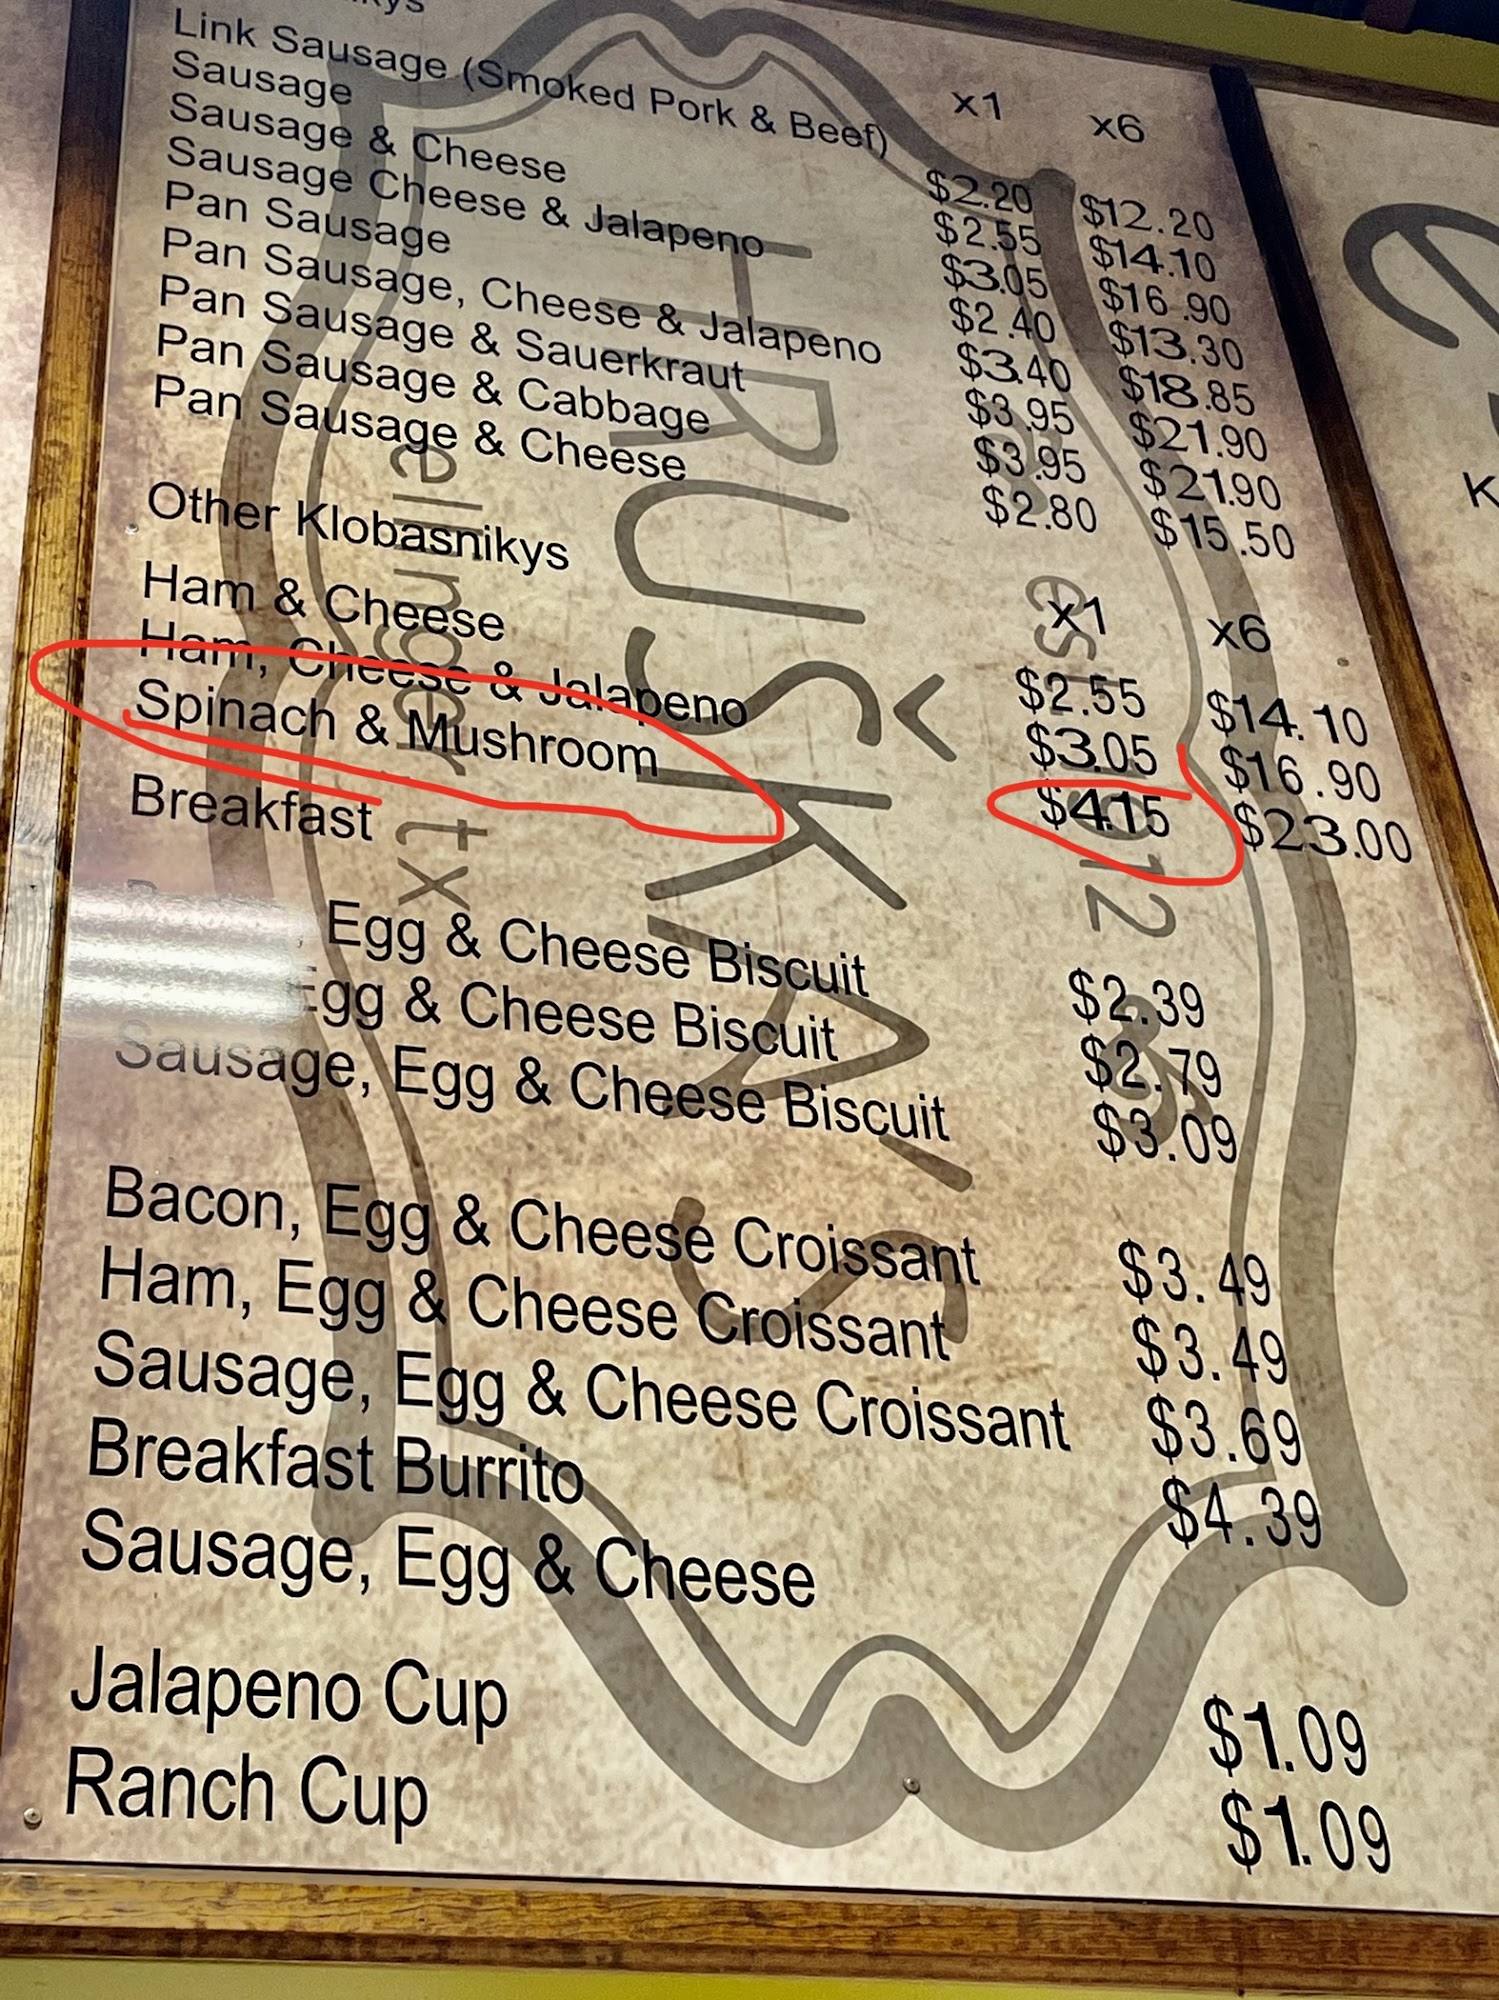 Link Sausage (Smoked Pork & Beef) x1 x6
Sausage $2.20 $12.20
Sausage & Cheese $2.55 $14.10
Sausage Cheese & Jalapeno $3.05 $16.90
Pan Sausage $2.40 $13.30
Pan Sausage, Cheese & Jalapeno $3.40 $18.85
Pan Sausage & Sauerkraut $3.95 $21.90
Pan Sausage & Cabbage $3.95 $21.90
Pan Sausage & Cheese $2.80 $15.50
Other Klobasnikys x1 x6
Ham & Cheese $2.55 $14.10
Ham, Cheese & Jalapeno $3.05 $16.90
Spinach & Mushroom $4.15 $23.00
Breakfast
Egg & Cheese Biscuit $2.39
Egg & Cheese Biscuit $2.79
Sausage, Egg & Cheese Biscuit $3.09
Bacon, Egg & Cheese Croissant $3.49
Ham, Egg & Cheese Croissant $3.49
Sausage, Egg & Cheese Croissant $3.69
Breakfast Burrito $4.39
Sausage, Egg & Cheese
Jalapeno Cup $1.09
Ranch Cup $1.09
HRUŠKA'S
ellinger tx